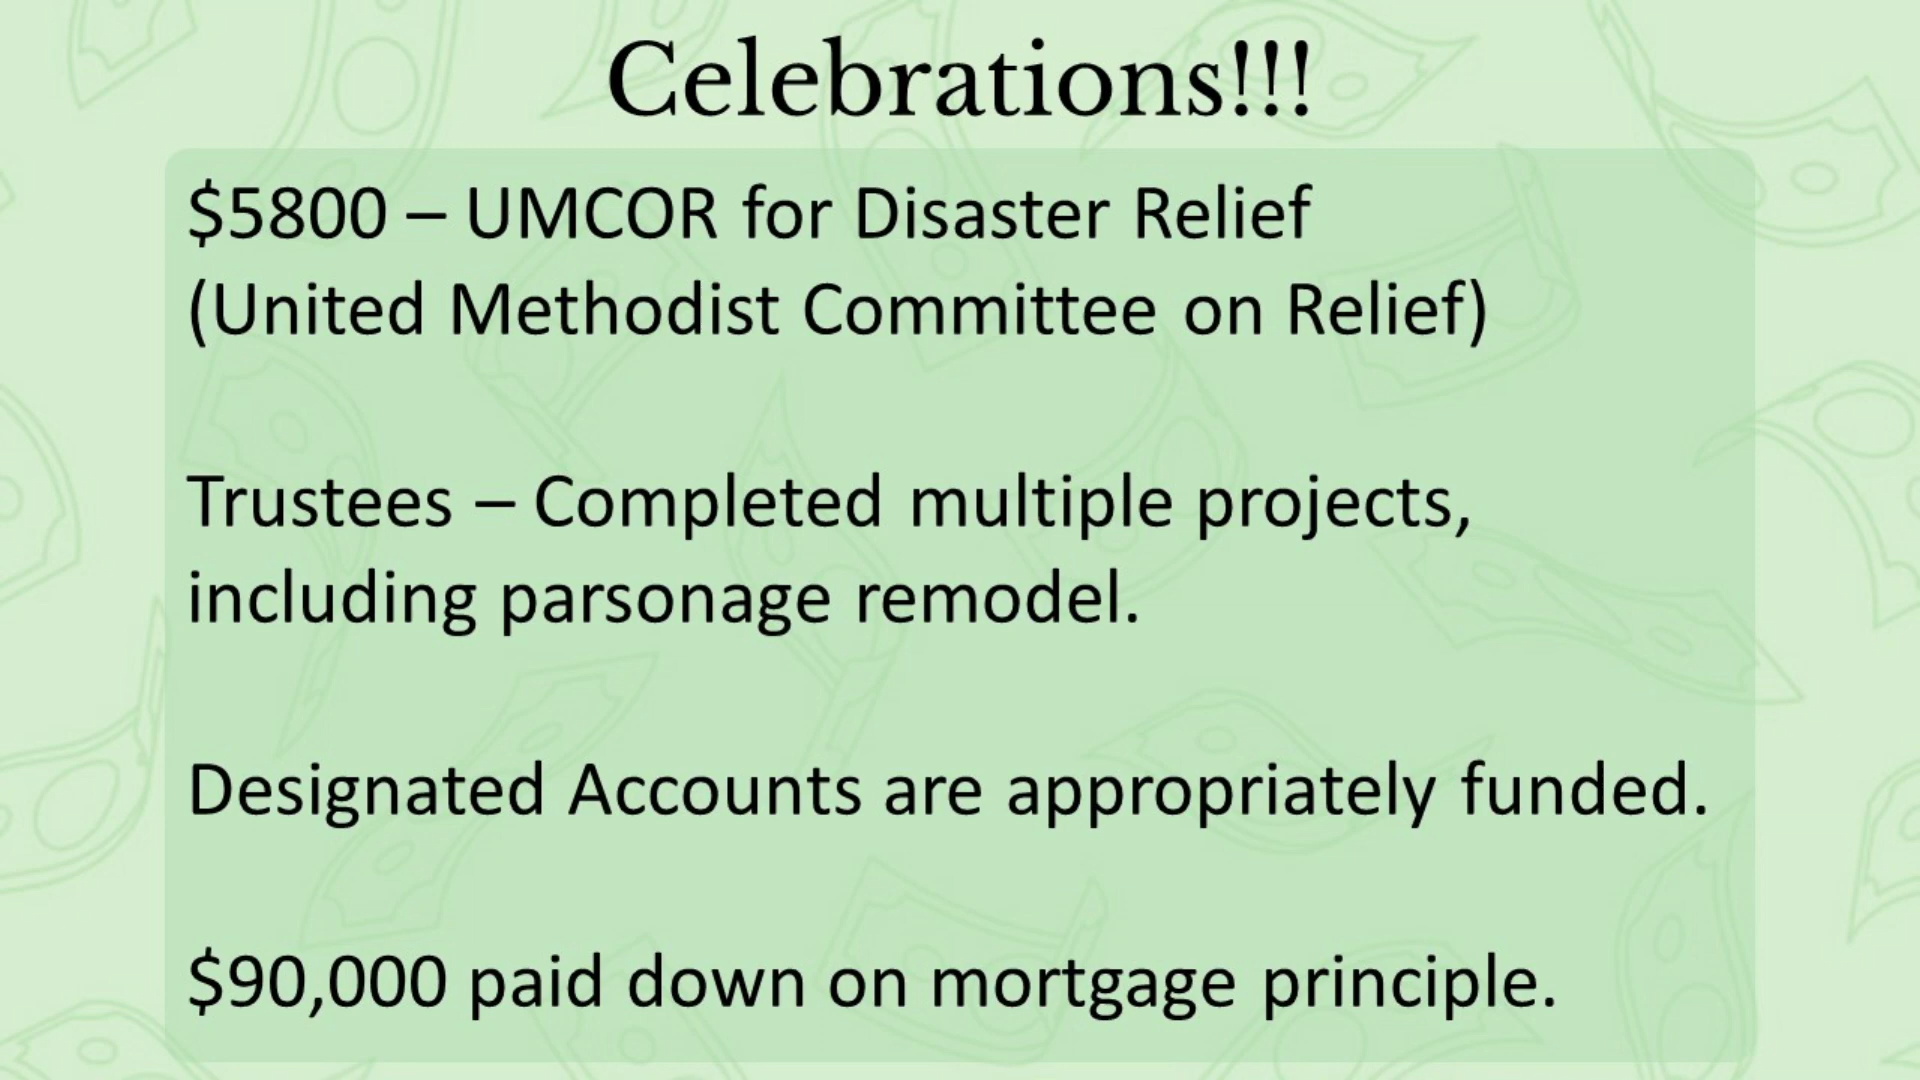 Celebrations!!!
$5800 – UMCOR for Disaster Relief
(United Methodist Committee on Relief)
Trustees – Completed multiple projects,
including parsonage remodel.
Designated Accounts are appropriately funded.
$90,000 paid down on mortgage principle.